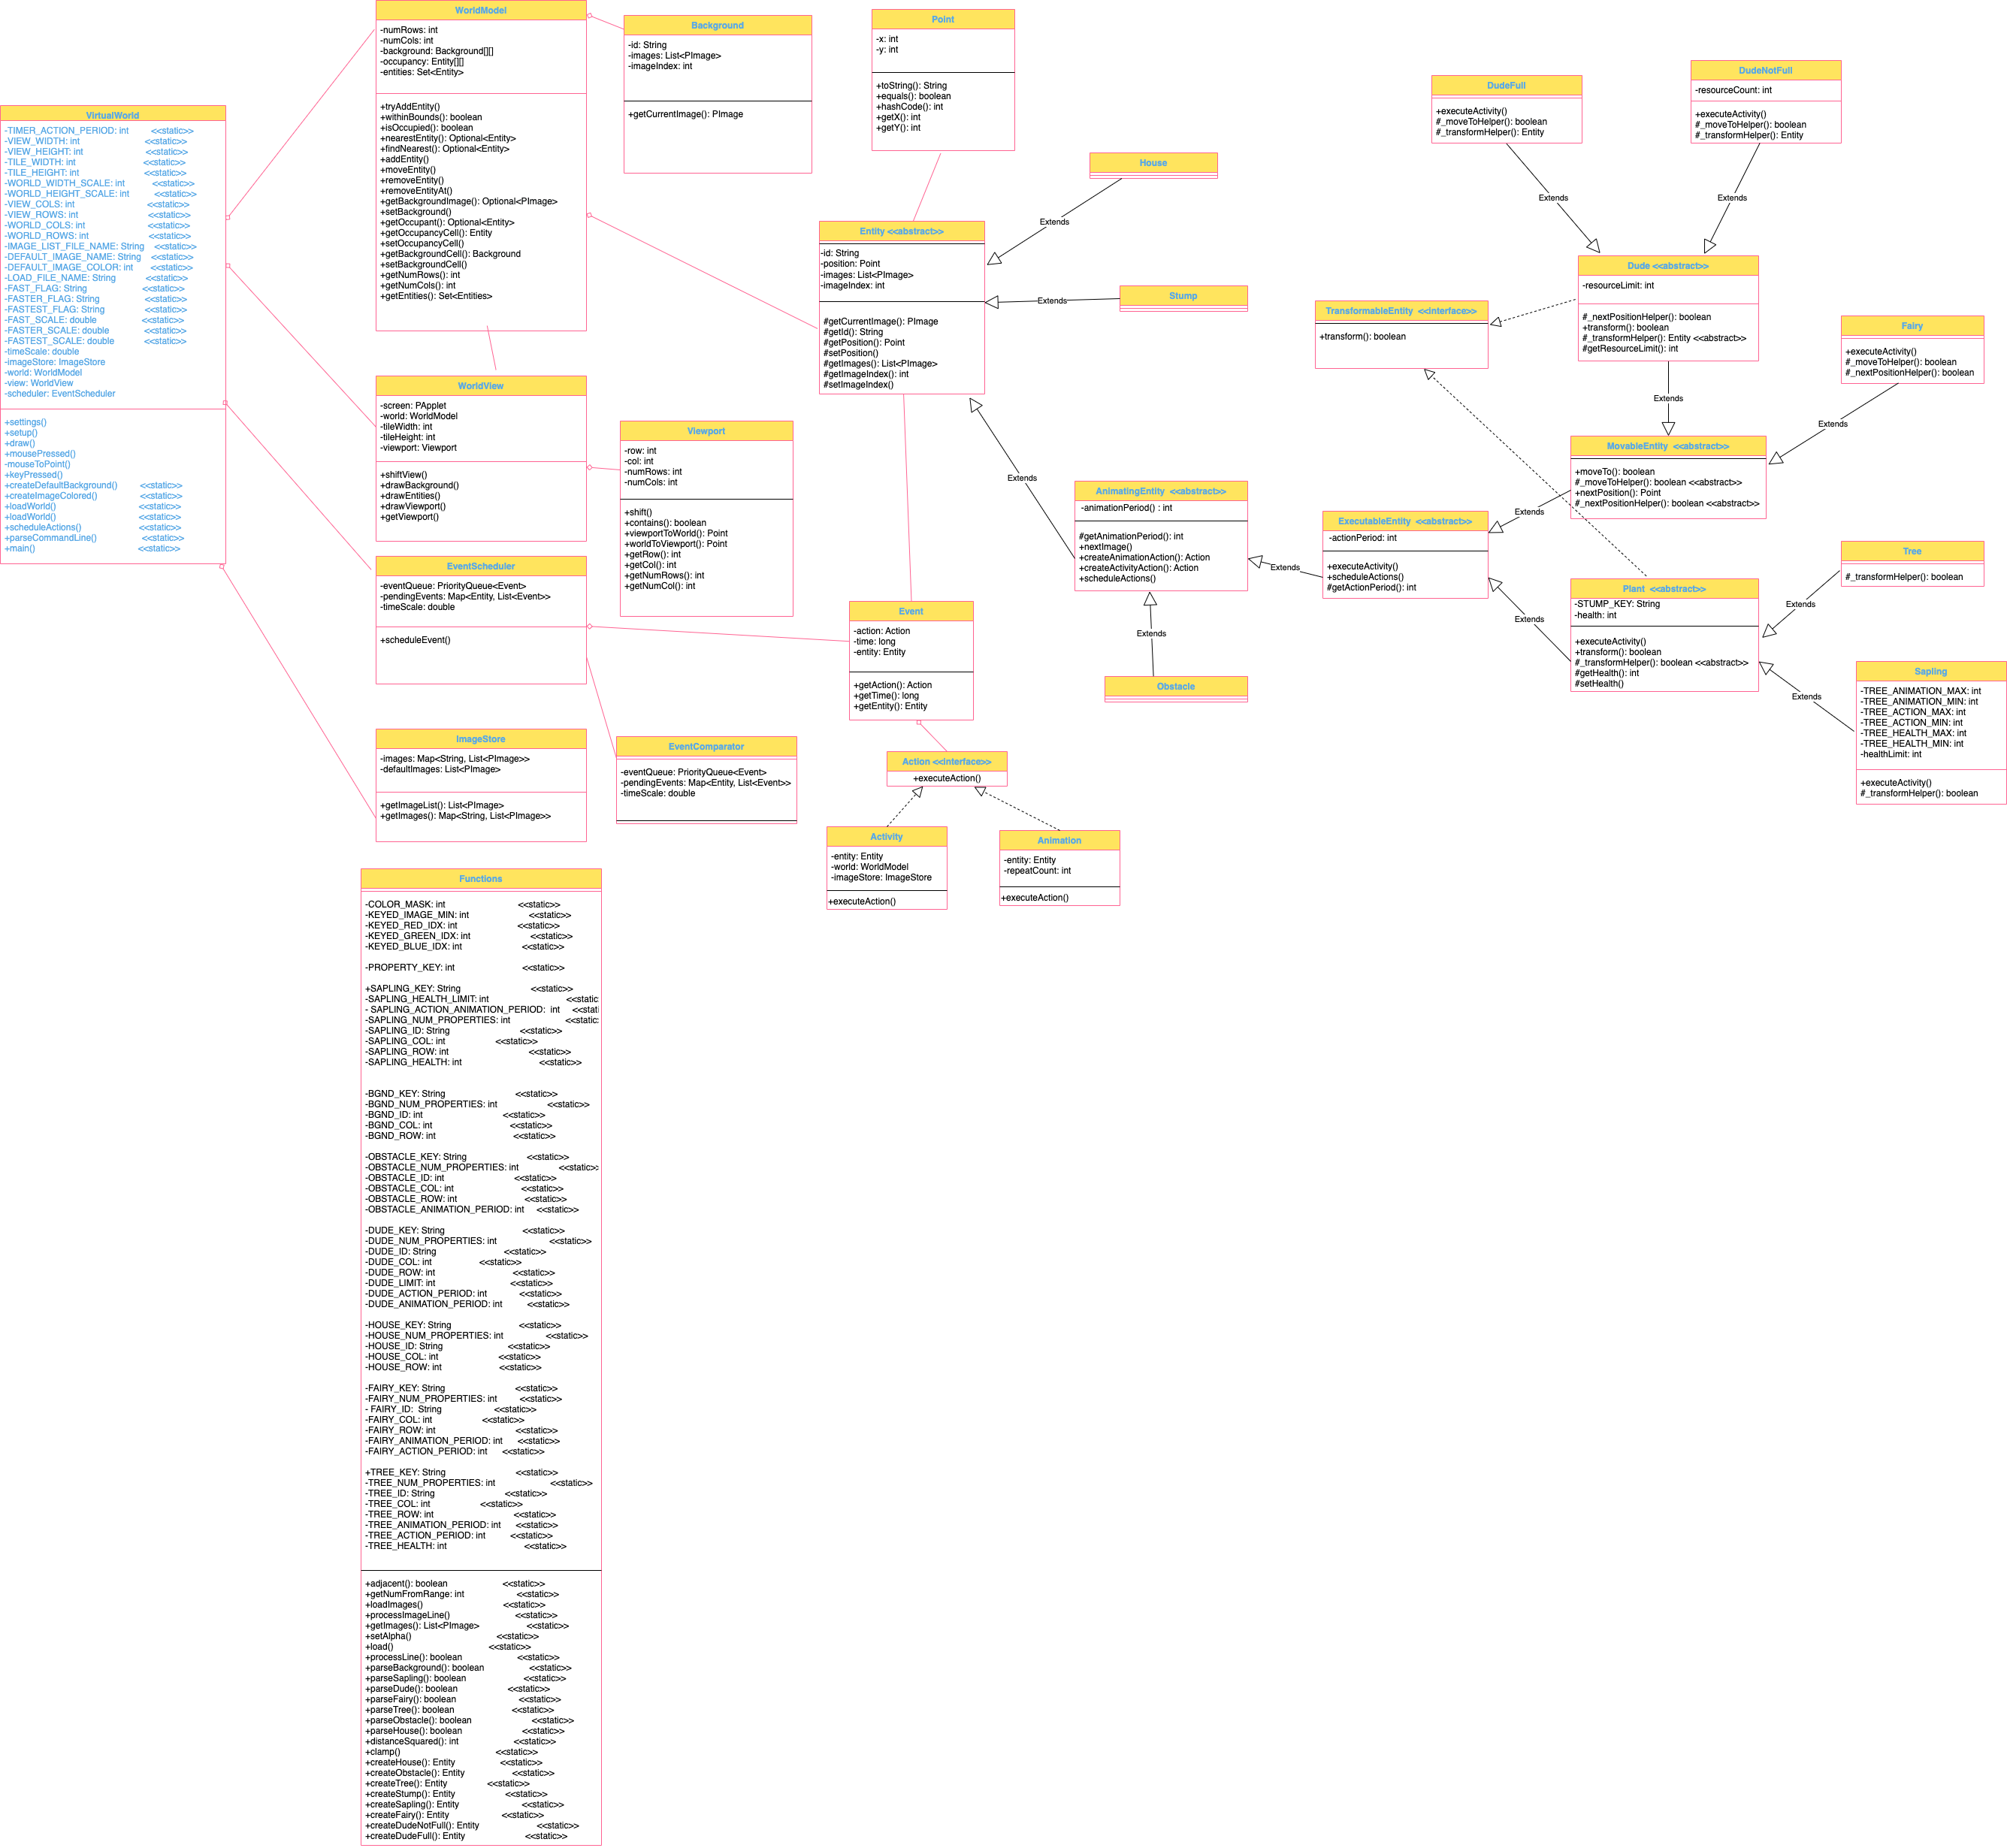 VirtualWorld
-TIMER_ACTION_PERIOD: int <<static>>
-VIEW_WIDTH: int <<static>>
-VIEW_HEIGHT: int <<static>>
-TILE_WIDTH: int <<static>>
-TILE_HEIGHT: int <<static>>
-WORLD_WIDTH_SCALE: int <<static>>
-WORLD_HEIGHT_SCALE: int <<static>>
-VIEW_COLS: int <<static>>
-VIEW_ROWS: int <<static>>
-WORLD_COLS: int <<static>>
-WORLD_ROWS: int <<static>>
-IMAGE_LIST_FILE_NAME: String <<static>>
-DEFAULT_IMAGE_NAME: String <<static>>
-DEFAULT_IMAGE_COLOR: int <<static>>
-LOAD_FILE_NAME: String <<static>>
-FAST_FLAG: String <<static>>
-FASTER_FLAG: String <<static>>
-FASTEST_FLAG: String <<static>>
-FAST_SCALE: double <<static>>
-FASTER_SCALE: double <<static>>
-FASTEST_SCALE: double <<static>>
-timeScale: double
-imageStore: ImageStore
-world: WorldModel
-view: WorldView
-scheduler: EventScheduler
+settings()
+setup()
+draw()
+mousePressed()
-mouseToPoint()
+keyPressed()
+createDefaultBackground() <<static>>
+createImageColored() <<static>>
+loadWorld() <<static>>
+loadWorld() <<static>>
+scheduleActions() <<static>>
+parseCommandLine() <<static>>
+main() <<static>>
WorldModel
-numRows: int
-numCols: int
-background: Background[][]
-occupancy: Entity[][]
-entities: Set<Entity>
+tryAddEntity()
+withinBounds(): boolean
+isOccupied(): boolean
+nearestEntity(): Optional<Entity>
+findNearest(): Optional<Entity>
+addEntity()
+moveEntity()
+removeEntity()
+removeEntityAt()
+getBackgroundImage(): Optional<PImage>
+setBackground()
+getOccupant(): Optional<Entity>
+getOccupancyCell(): Entity
+setOccupancyCell()
+getBackgroundCell(): Background
+setBackgroundCell()
+getNumRows(): int
+getNumCols(): int
+getEntities(): Set<Entities>
WorldView
-screen: PApplet
-world: WorldModel
-tileWidth: int
-tileHeight: int
-viewport: Viewport
+shiftView()
+drawBackground()
+drawEntities()
+drawViewport()
+getViewport()
EventScheduler
-eventQueue: PriorityQueue<Event>
-pendingEvents: Map<Entity, List<Event>>
-timeScale: double
+scheduleEvent()
ImageStore
-images: Map<String, List<PImage>>
-defaultImages: List<PImage>
+getImageList(): List<PImage>
+getImages(): Map<String, List<PImage>>
Functions
-COLOR_MASK: int <<static>>
-KEYED_IMAGE_MIN: int <<static>>
-KEYED_RED_IDX: int <<static>>
-KEYED_GREEN_IDX: int <<static>>
-KEYED_BLUE_IDX: int <<static>>
-PROPERTY_KEY: int <<static>>
+SAPLING_KEY: String <<static>>
-SAPLING_HEALTH_LIMIT: int <<static:
- SAPLING_ACTION_ANIMATION_PERIOD: int <<stati
-SAPLING_NUM_PROPERTIES: int <<static:
-SAPLING_ID: String <<static>>
-SAPLING_COL: int <<static>>
-SAPLING_ROW: int <<static>>
-SAPLING_HEALTH: int <<static>>
-BGND_KEY: String <<static>>
-BGND_NUM_PROPERTIES: int <<static>>
-BGND_ID: int <<static>>
-BGND_COL: int <<static>>
-BGND_ROW: int <<static>>
-OBSTACLE_KEY: String <<static>>
-OBSTACLE_NUM_PROPERTIES: int <<static>>
-OBSTACLE_ID: int <<static>>
-OBSTACLE_COL: int <<static>>
-OBSTACLE_ROW: int <<static>>
-OBSTACLE_ANIMATION_PERIOD: int <<static>>
-DUDE_KEY: String <<static>>
-DUDE_NUM_PROPERTIES: int <<static>>
-DUDE_ID: String <<static>>
-DUDE_COL: int <<static>>
-DUDE_ROW: int <<static>>
-DUDE_LIMIT: int <<static>>
-DUDE_ACTION_PERIOD: int <<static>>
-DUDE_ANIMATION_PERIOD: int <<static>>
-HOUSE_KEY: String <<static>>
-HOUSE_NUM_PROPERTIES: int <<static>>
-HOUSE_ID: String <<static>>
-HOUSE_COL: int <<static>>
-HOUSE_ROW: int <<static>>
-FAIRY_KEY: String <<static>>
-FAIRY_NUM_PROPERTIES: int <<static>>
- FAIRY_ID: String <<static>>
-FAIRY_COL: int <<static>>
-FAIRY_ROW: int <<static>>
-FAIRY_ANIMATION_PERIOD: int <<static>>
-FAIRY_ACTION_PERIOD: int <<static>>
+TREE_KEY: String <<static>>
-TREE_NUM_PROPERTIES: int <<static>>
-TREE_ID: String <<static>>
-TREE_COL: int <<static>>
-TREE_ROW: int <<static>>
-TREE_ANIMATION_PERIOD: int <<static>>
-TREE_ACTION_PERIOD: int <<static>>
-TREE_HEALTH: int <<static>>
+adjacent(): boolean <<static>>
+getNumFromRange: int <<static>>
+loadImages() <<static>>
+processImageLine() <<static>>
+getImages(): List<PImage> <<static>>
+setAlpha() <<static>>
+load() <<static>>
+processLine(): boolean <<static>>
+parseBackground(): boolean <<static>>
+parseSapling(): boolean <<static>>
+parseDude(): boolean <<static>>
+parseFairy(): boolean <<static>>
+parseTree(): boolean <<static>>
+parseObstacle(): boolean <<static>>
+parseHouse(): boolean <<static>>
+distanceSquared(): int <<static>>
+clamp() <<static>>
+createHouse(): Entity <<static>>
+createObstacle(): Entity <<static>>
+createTree(): Entity <<static>>
+createStump(): Entity <<static>>
+createSapling(): Entity <<static>>
+createFairy(): Entity <<static>>
+createDudeNotFull(): Entity <<static>>
+createDudeFull(): Entity <<static>>
Background
-id: String
-images: List<PImage>
-imageIndex: int
+getCurrentImage(): PImage
Viewport
-row: int
-col: int
-numRows: int
-numCols: int
+shift()
+contains(): boolean
+viewportToWorld(): Point
+worldToViewport(): Point
+getRow(): int
+getCol(): int
+getNumRows(): int
+getNumCol(): int
EventComparator
-eventQueue: PriorityQueue<Event>
-pendingEvents: Map<Entity, List<Event>>
-timeScale: double
Point
-x: int
-y: int
+toString(): String
+equals(): boolean
+hashCode(): int
+getX(): int
+getY(): int
Entity <<abstract>>
-id: String
-position: Point
-images: List<PImage>
-imageIndex: int
#getCurrentImage(): PImage
#getId(): String
#getPosition(): Point
#setPosition()
#getImages(): List<PImage>
#getImageIndex(): int
#setImageIndex()
Event
-action: Action
-time: long
-entity: Entity
+getAction(): Action
+getTime(): long
+getEntity(): Entity
Action <<interface>>
+executeAction()
Activity
-entity: Entity
-world: WorldModel
-imageStore: ImageStore
+executeAction()
Animation
-entity: Entity
-repeatCount: int
+executeAction()
House
Extends
Stump
Extends
Extends
AnimatingEntity <<abstract>>
-animationPeriod() : int
#getAnimationPeriod(): int
+nextImage()
+createAnimationAction(): Action
+createActivityAction(): Action
+scheduleActions()
Extends
Obstacle
Extends
ExecutableEntity <<abstract>>
-actionPeriod: int
+executeActivity()
+scheduleActions()
#getActionPeriod(): int
Extends
Extends
TransformableEntity <<interface>>
+transform(): boolean
DudeFull
+executeActivity()
#_moveToHelper(): boolean
#_transformHelper(): Entity
Extends
DudeNotFull
-resourceCount: int
+executeActivity()
#_moveToHelper(): boolean
#_transformHelper(): Entity
Extends
Dude <<abstract>>
-resourceLimit: int
#_nextPositionHelper(): boolean
+transform(): boolean
#_transformHelper(): Entity <<abstract>>
#getResourceLimit(): int
Extends
MovableEntity <<abstract>>
+moveTo(): boolean
#_moveToHelper(): boolean <<abstract>>
+nextPosition(): Point
#_nextPositionHelper(): boolean <<abstract>>
Fairy
+executeActivity()
#_moveToHelper(): boolean
#_nextPositionHelper(): boolean
Extends
Plant <<abstract>>
-STUMP_KEY: String
-health: int
+executeActivity()
+transform(): boolean
#_transformHelper(): boolean <<abstract>>
#getHealth(): int
#setHealth()
Tree
#_transformHelper(): boolean
Extends
Sapling
-TREE_ANIMATION_MAX: int
-TREE_ANIMATION_MIN: int
-TREE_ACTION_MAX: int
-TREE_ACTION_MIN: int
-TREE_HEALTH_MAX: int
-TREE_HEALTH_MIN: int
-healthLimit: int
+executeActivity()
#_transformHelper(): boolean
Extends